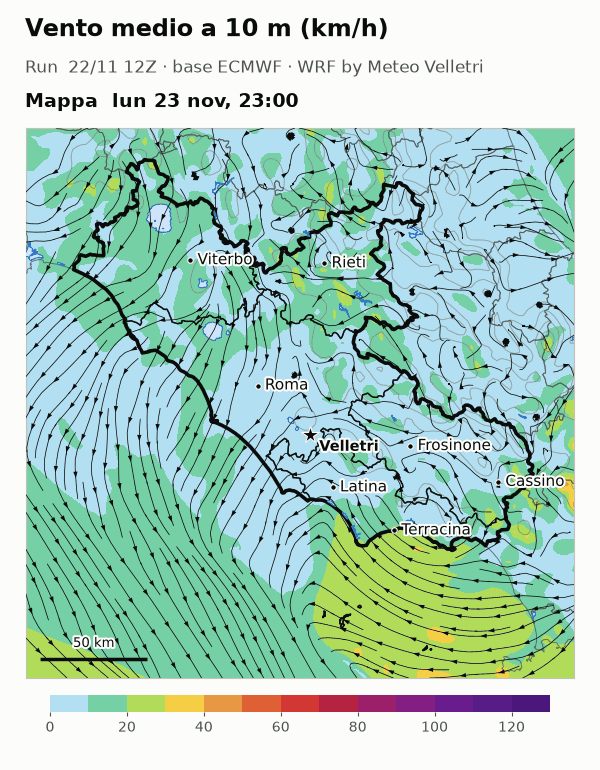 Vento medio a 10 m (km/h)
Run  22/11 12Z · base ECMWF · WRF by Meteo Velletri
Mappa  lun 23 nov, 23:00
Viterbo
Rieti
Roma
Velletri
Frosinone
Cassino
Latina
Terracina
50 km
0 20 40 60 80 100 120